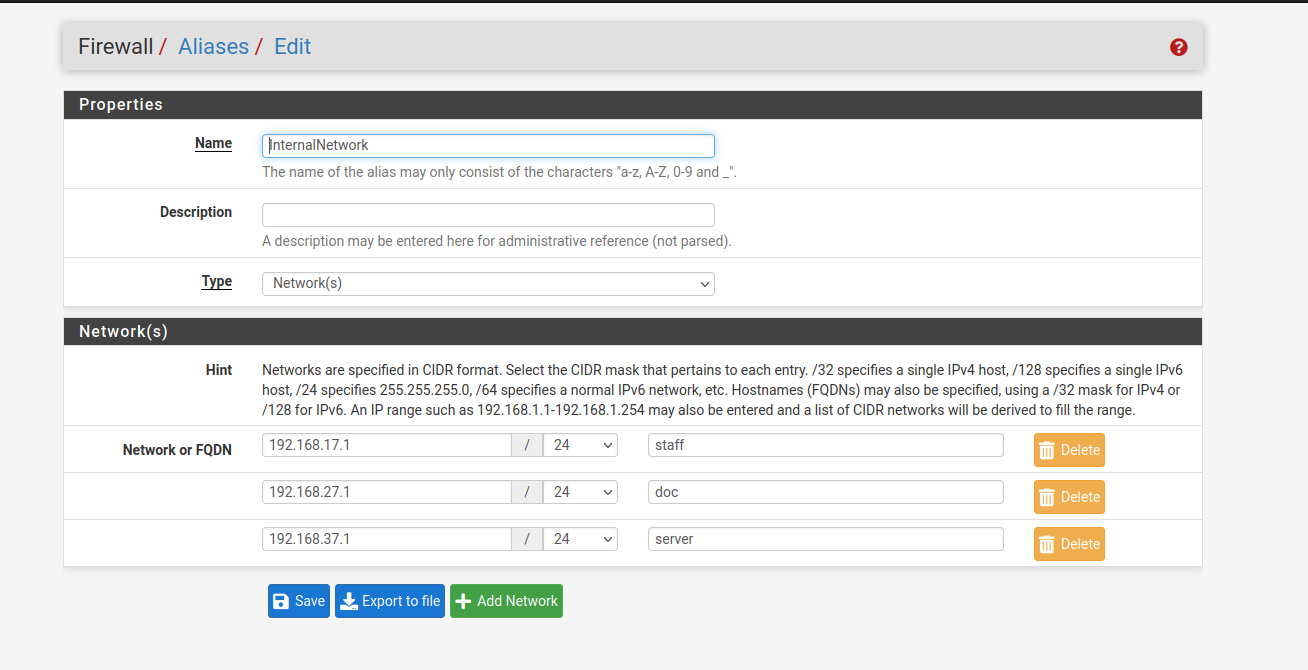 Firewall / Aliases / Edit
Properties
Name InternalNetwork
The name of the alias may only consist of the characters "a-z, A-Z, 0-9 and _".
Description
A description may be entered here for administrative reference (not parsed).
Type Network(s)
Network(s)
Hint Networks are specified in CIDR format. Select the CIDR mask that pertains to each entry. /32 specifies a single IPv4 host, /128 specifies a single IPv6
host, /24 specifies 255.255.255.0, /64 specifies a normal IPv6 network, etc. Hostnames (FQDNs) may also be specified, using a /32 mask for IPv4 or
/128 for IPv6. An IP range such as 192.168.1.1-192.168.1.254 may also be entered and a list of CIDR networks will be derived to fill the range.
Network or FQDN 192.168.17.1 / 24 staff Delete
192.168.27.1 / 24 doc Delete
192.168.37.1 / 24 server Delete
Save Export to file Add Network